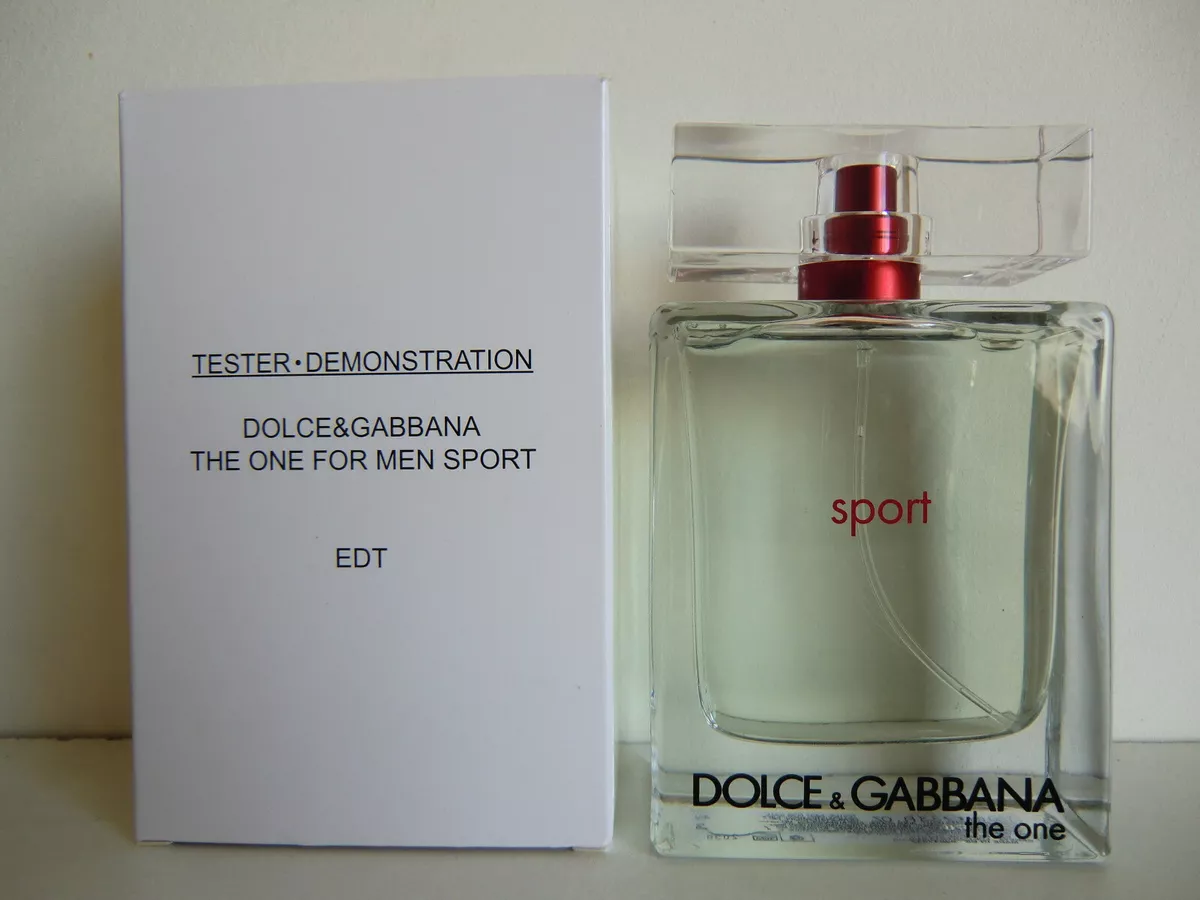 TESTER•DEMONSTRATION
DOLCE&GABBANA
THE ONE FOR MEN SPORT
EDT
sport
DOLCE & GABBANA
the one